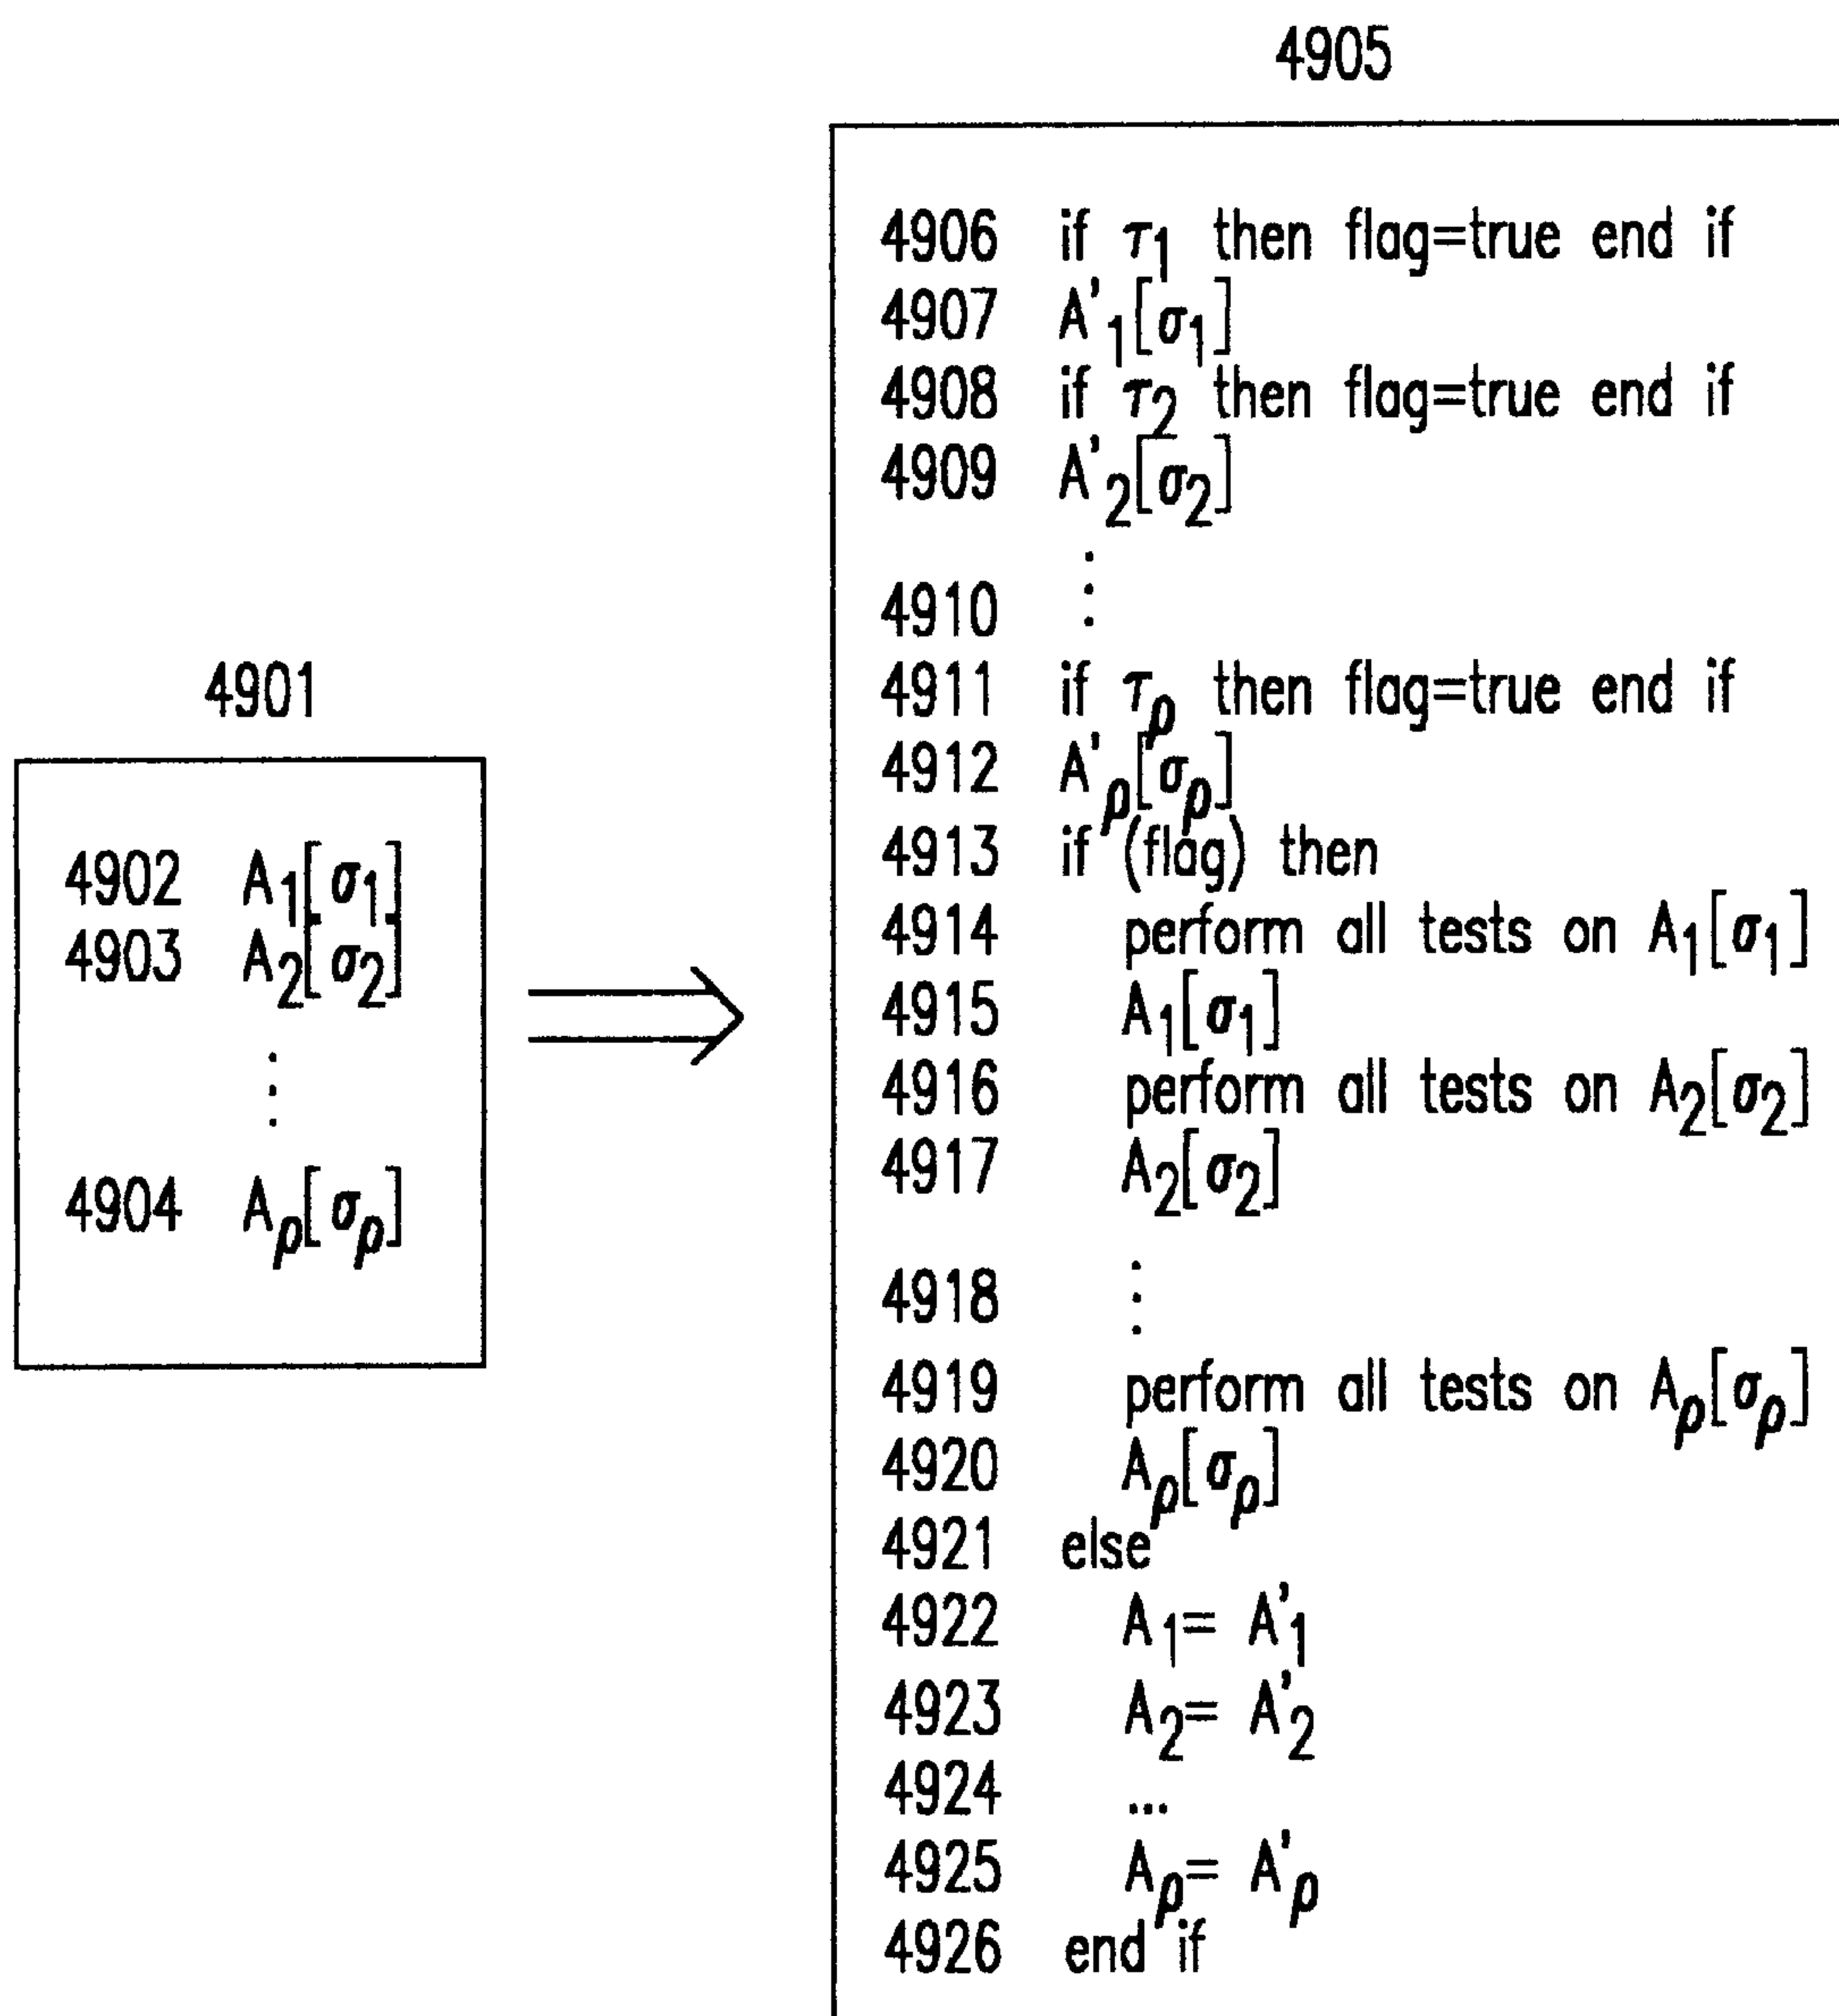 4901
4902 A₁[σ₁]
4903 A₂[σ₂]
⋮
4904 Aρ[σρ]
4905
4906 if τ₁ then flag=true end if
4907 A'₁[σ₁]
4908 if τ₂ then flag=true end if
4909 A'₂[σ₂]
4910 ⋮
4911 if τρ then flag=true end if
4912 A'ρ[σρ]
4913 if (flag) then
4914 perform all tests on A₁[σ₁]
4915 A₁[σ₁]
4916 perform all tests on A₂[σ₂]
4917 A₂[σ₂]
4918 ⋮
4919 perform all tests on Aρ[σρ]
4920 Aρ[σρ]
4921 else
4922 A₁= A'₁
4923 A₂= A'₂
4924 ...
4925 Aρ= A'ρ
4926 end if